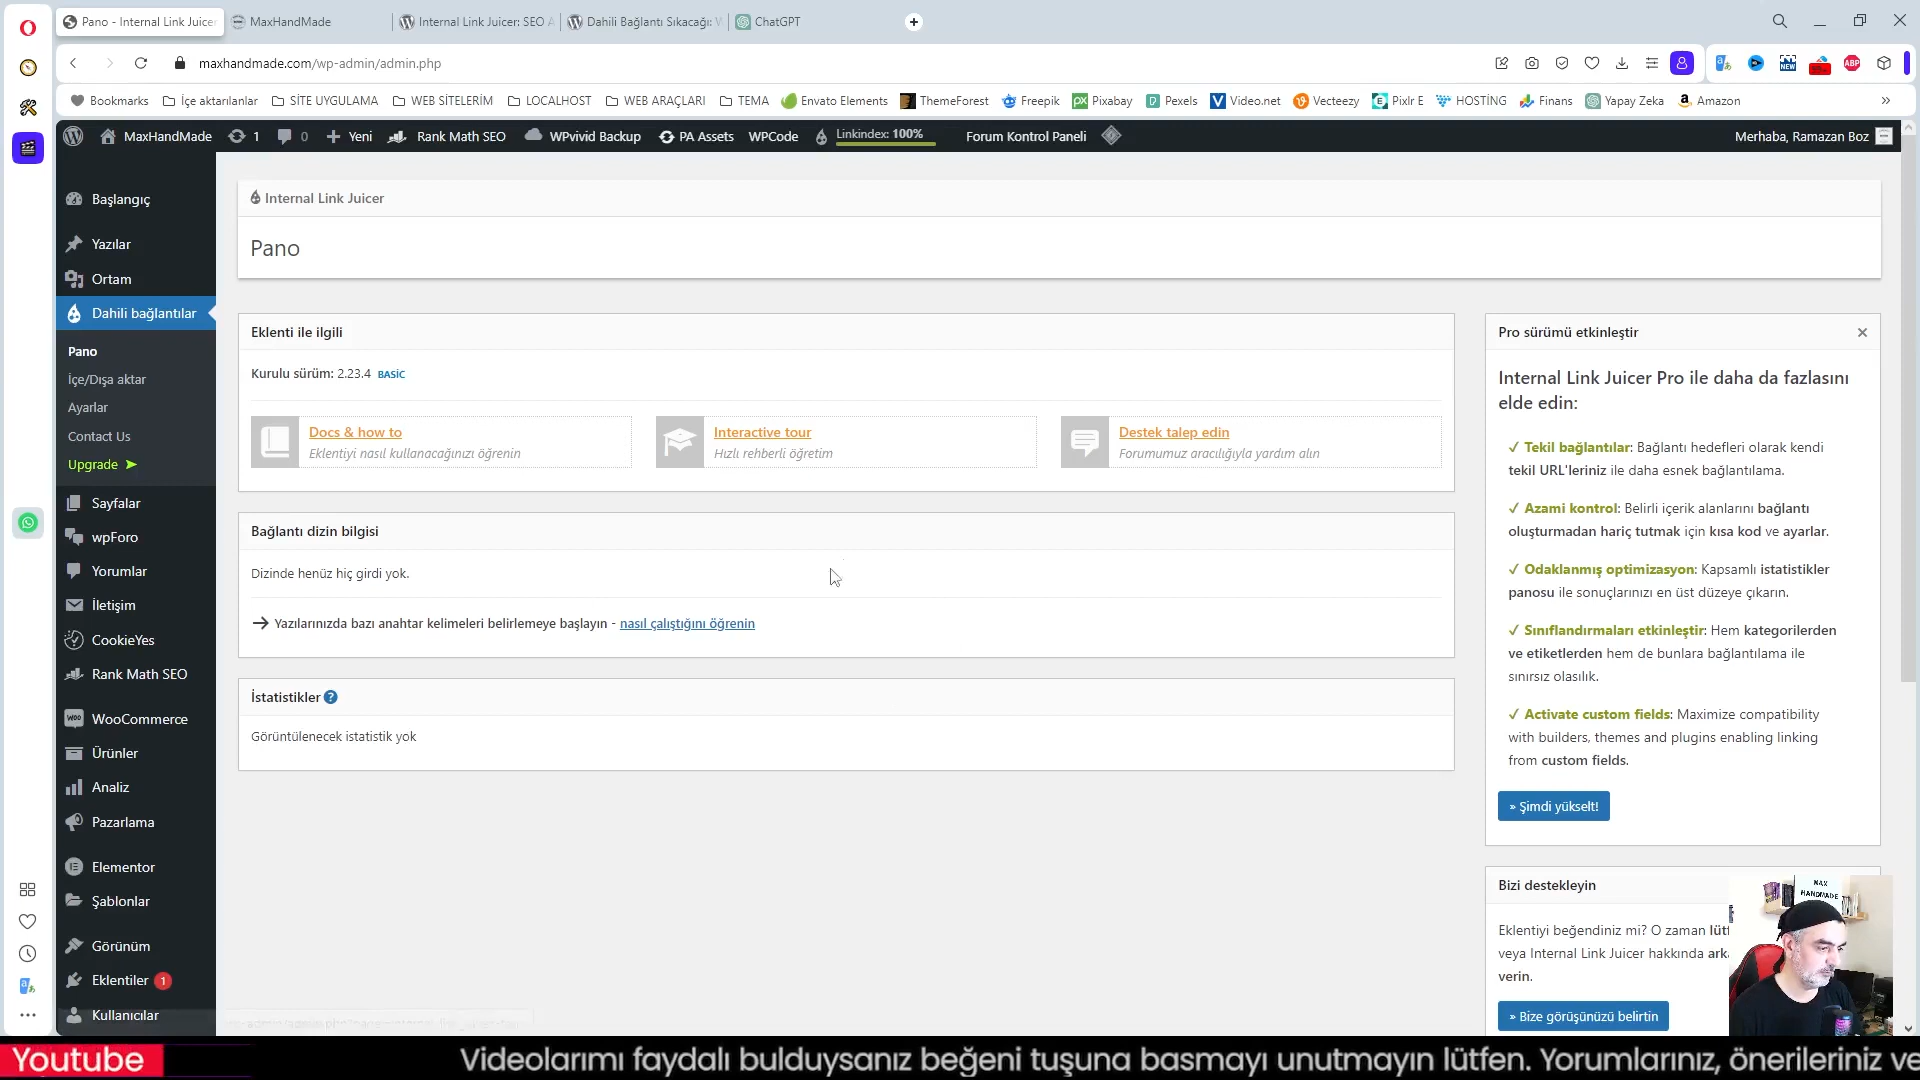 Pano - Internal Link Juicer
MaxHandMade
Internal Link Juicer: SEO A
Dahili Bağlantı Sıkacağı: W
ChatGPT
maxhandmade.com/wp-admin/admin.php
Bookmarks
İçe aktarılanlar
SİTE UYGULAMA
WEB SİTELERİM
LOCALHOST
WEB ARAÇLARI
TEMA
Envato Elements
ThemeForest
Freepik
Pixabay
Pexels
Video.net
Vecteezy
Pixlr E
HOSTİNG
Finans
Yapay Zeka
Amazon
MaxHandMade
1
0
Yeni
Rank Math SEO
WPvivid Backup
PA Assets
WPCode
Linkindex: 100%
Forum Kontrol Paneli
Merhaba, Ramazan Boz
Başlangıç
Yazılar
Ortam
Dahili bağlantılar
Pano
İçe/Dışa aktar
Ayarlar
Contact Us
Upgrade ➤
Sayfalar
wpForo
Yorumlar
İletişim
CookieYes
Rank Math SEO
WooCommerce
Ürünler
Analiz
Pazarlama
Elementor
Şablonlar
Görünüm
Eklentiler 1
Kullanıcılar
Internal Link Juicer
Pano
Eklenti ile ilgili
Kurulu sürüm: 2.23.4 BASIC
Docs & how to
Eklentiyi nasıl kullanacağınızı öğrenin
Interactive tour
Hızlı rehberli öğretim
Destek talep edin
Forumumuz aracılığıyla yardım alın
Bağlantı dizin bilgisi
Dizinde henüz hiç girdi yok.
Yazılarınızda bazı anahtar kelimeleri belirlemeye başlayın - nasıl çalıştığını öğrenin
İstatistikler
Görüntülenecek istatistik yok
Pro sürümü etkinleştir
Internal Link Juicer Pro ile daha da fazlasını
elde edin:
✓ Tekil bağlantılar: Bağlantı hedefleri olarak kendi
tekil URL'leriniz ile daha esnek bağlantılama.
✓ Azami kontrol: Belirli içerik alanlarını bağlantı
oluşturmadan hariç tutmak için kısa kod ve ayarlar.
✓ Odaklanmış optimizasyon: Kapsamlı istatistikler
panosu ile sonuçlarınızı en üst düzeye çıkarın.
✓ Sınıflandırmaları etkinleştir: Hem kategorilerden
ve etiketlerden hem de bunlara bağlantılama ile
sınırsız olasılık.
✓ Activate custom fields: Maximize compatibility
with builders, themes and plugins enabling linking
from custom fields.
» Şimdi yükselt!
Bizi destekleyin
Eklentiyi beğendiniz mi? O zaman lütf
veya Internal Link Juicer hakkında arka
verin.
» Bize görüşünüzü belirtin
MAX
HANDMADE
Youtube
Videolarımı faydalı bulduysanız beğeni tuşuna basmayı unutmayın lütfen. Yorumlarınız, önerileriniz ve